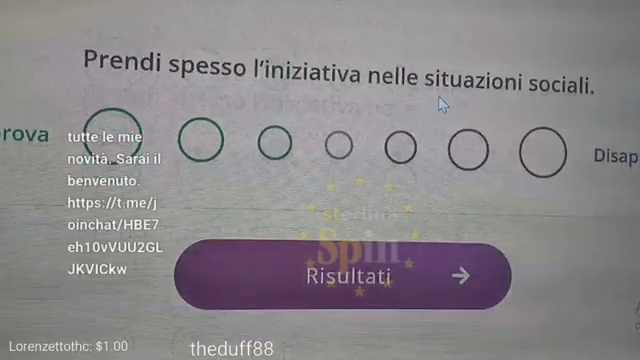 Prendi spesso l'iniziativa nelle situazioni sociali.
rova
Disap
tutte le mie
novità. Sarai il
benvenuto.
https://t.me/j
oinchat/HBE7
eh10vVUU2GL
JKVICkw
Spin
Risultati
Lorenzettothc: $1.00
theduff88